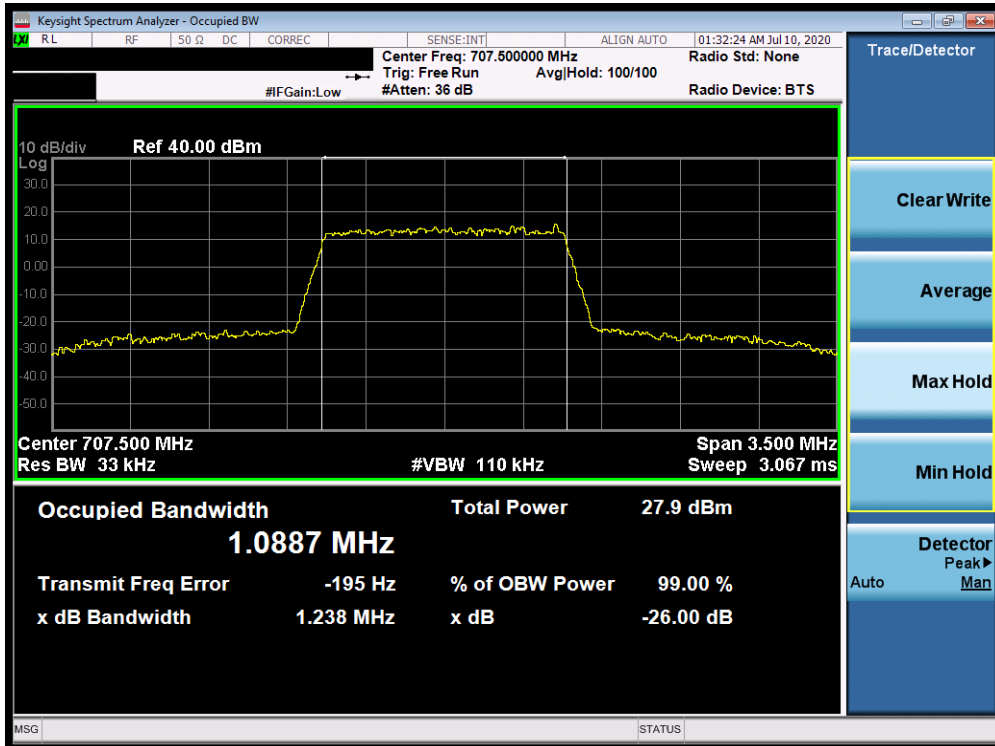 Keysight Spectrum Analyzer - Occupied BW
LXI RL RF 50 Ω DC CORREC SENSE:INT ALIGN AUTO 01:32:24 AM Jul 10, 2020
Center Freq: 707.500000 MHz Radio Std: None
Trig: Free Run Avg|Hold: 100/100
#IFGain:Low #Atten: 36 dB Radio Device: BTS
10 dB/div Ref 40.00 dBm
Log
30.0
20.0
10.0
0.00
-10.0
-20.0
-30.0
-40.0
-50.0
Center 707.500 MHz Span 3.500 MHz
Res BW 33 kHz #VBW 110 kHz Sweep 3.067 ms
Occupied Bandwidth Total Power 27.9 dBm
1.0887 MHz
Transmit Freq Error -195 Hz % of OBW Power 99.00 %
x dB Bandwidth 1.238 MHz x dB -26.00 dB
MSG STATUS
Trace/Detector
Clear Write
Average
Max Hold
Min Hold
Detector
Peak▶
Auto Man